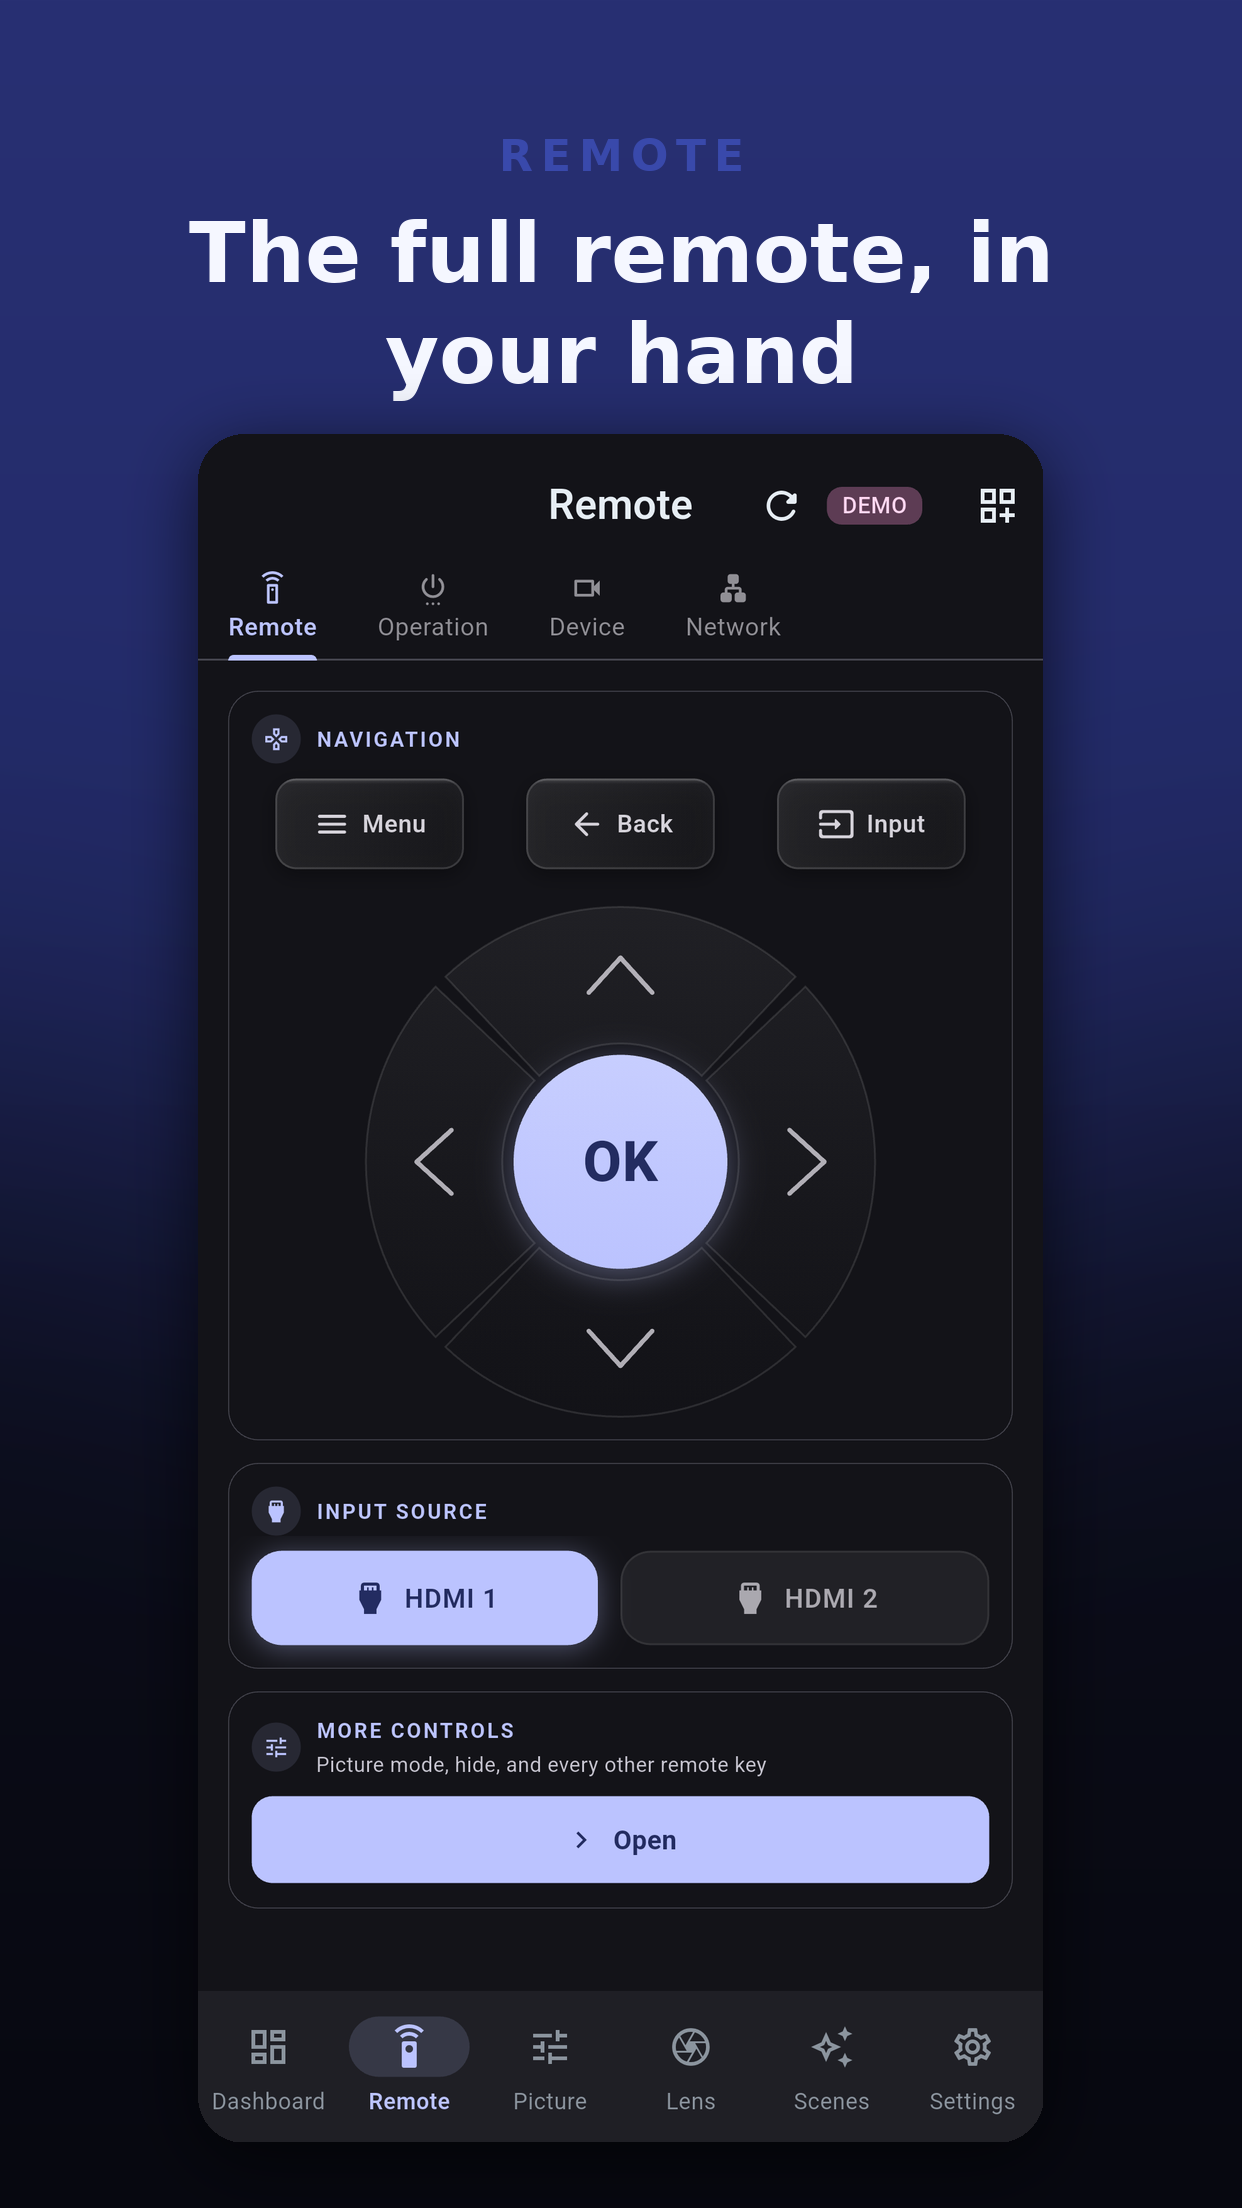 REMOTE
The full remote, in
your hand
Remote
DEMO
Remote
Operation
Device
Network
NAVIGATION
Menu
Back
Input
OK
INPUT SOURCE
HDMI 1
HDMI 2
MORE CONTROLS
Picture mode, hide, and every other remote key
Open
Dashboard
Remote
Picture
Lens
Scenes
Settings